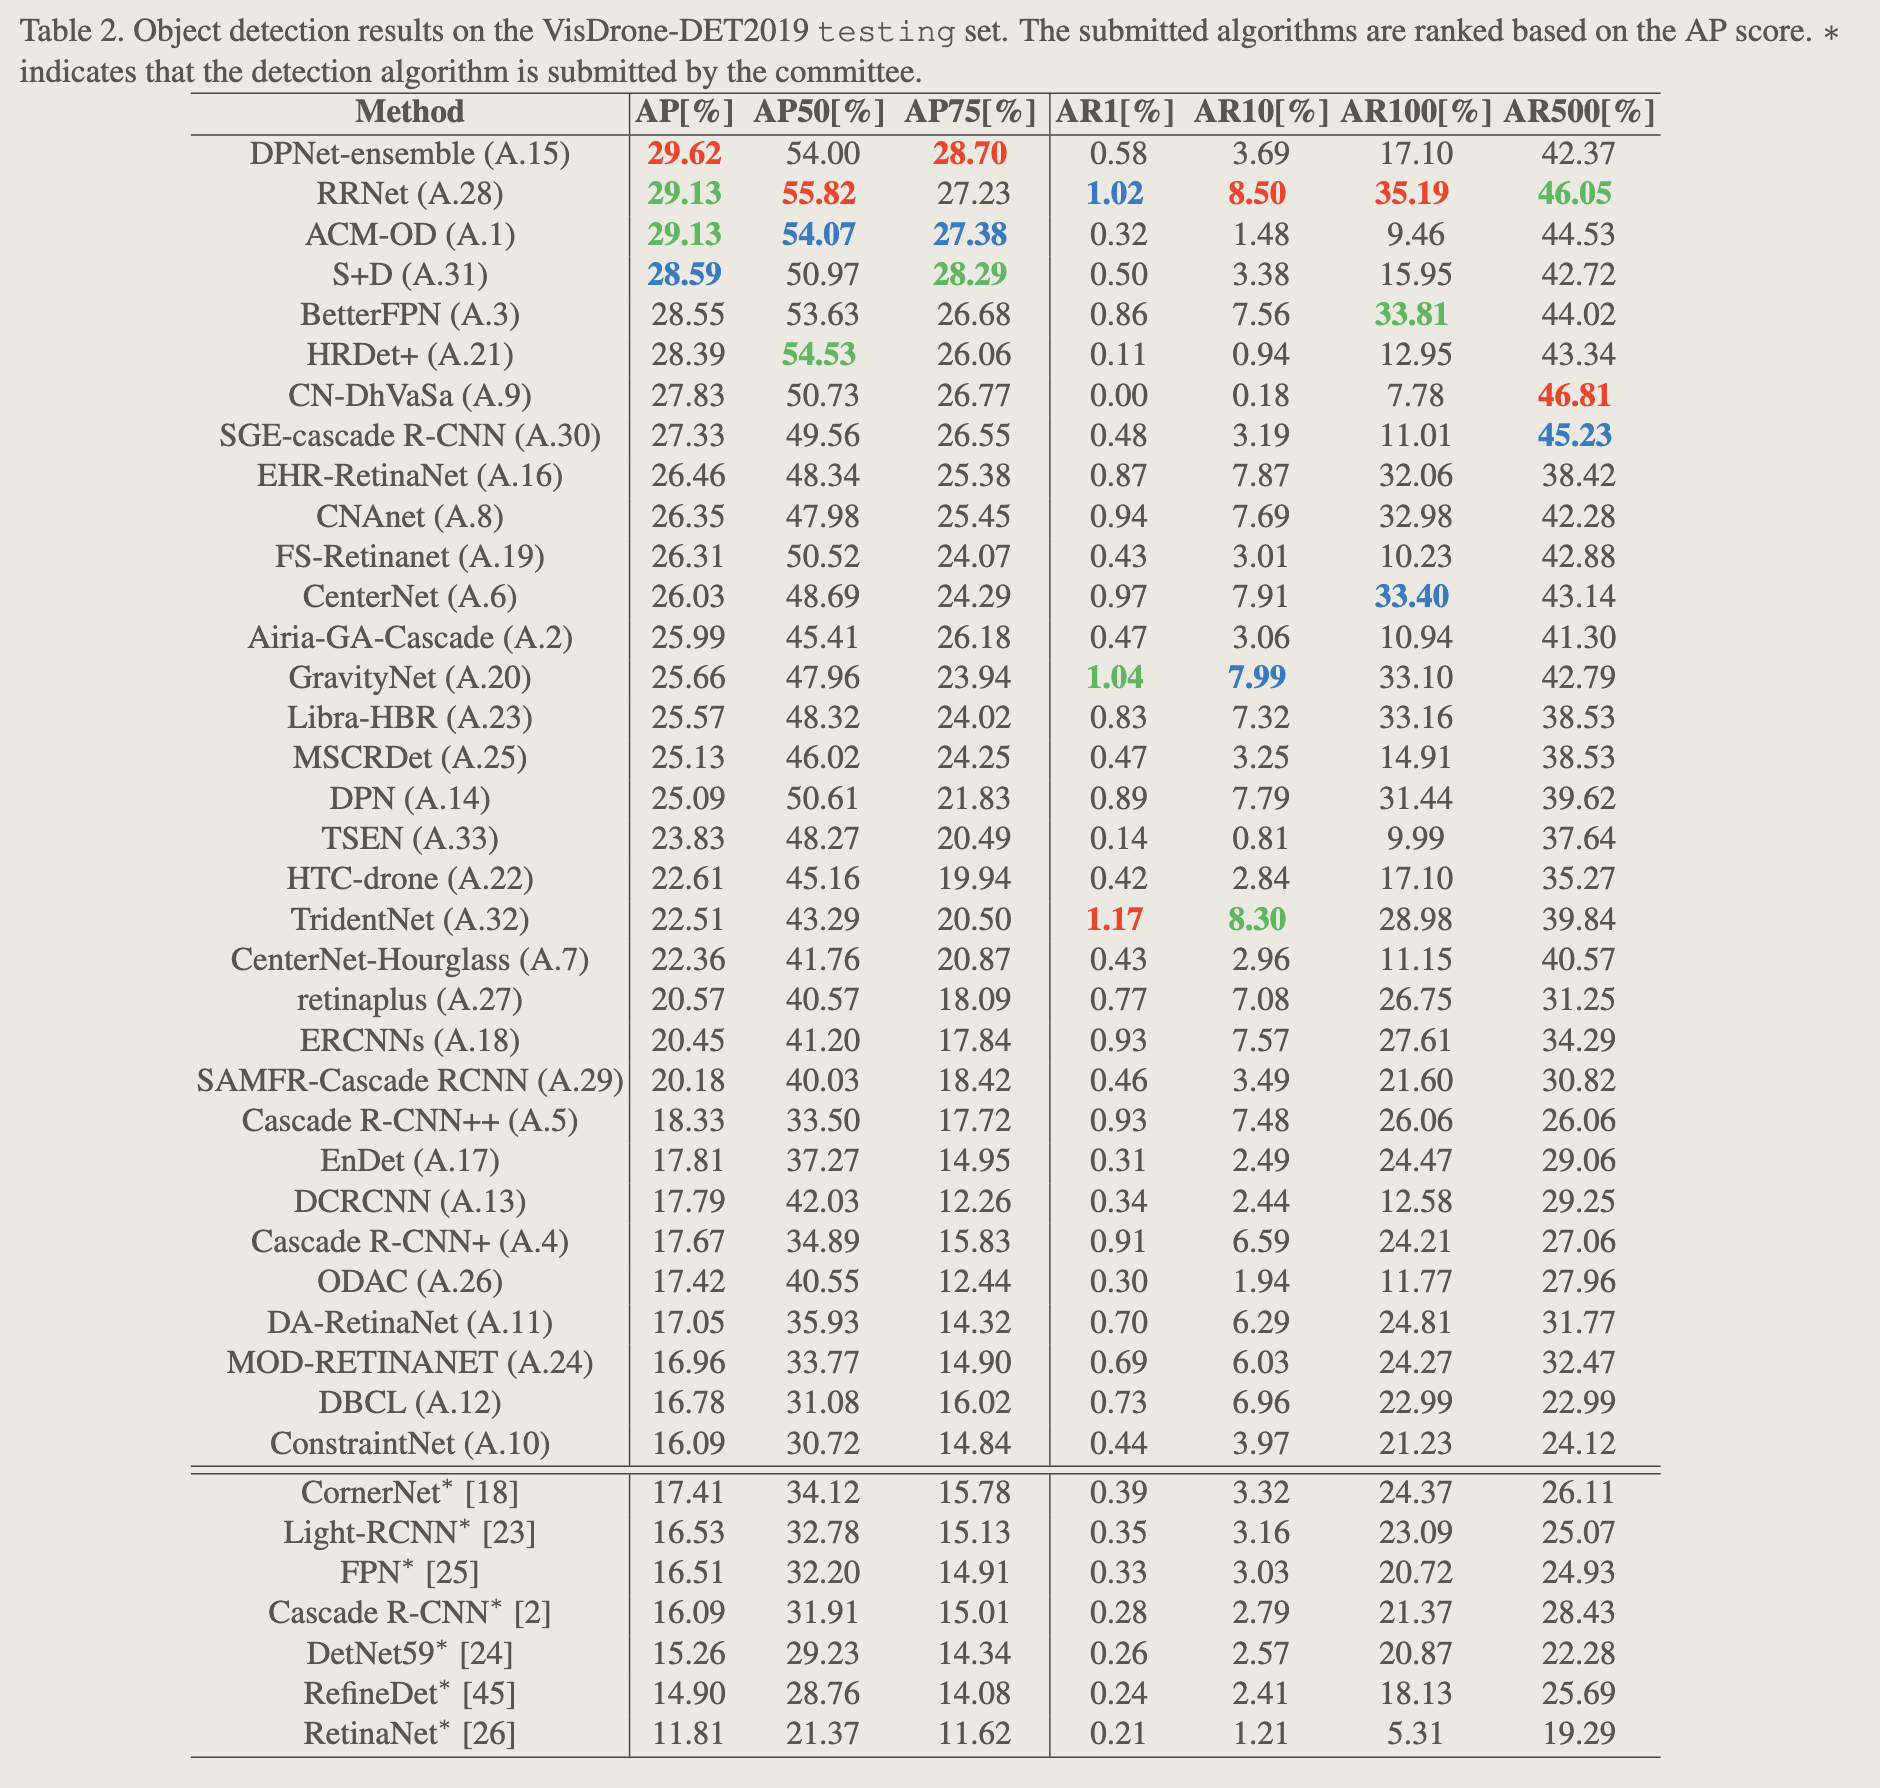 Table 2. Object detection results on the VisDrone-DET2019 testing set. The submitted algorithms are ranked based on the AP score. *
indicates that the detection algorithm is submitted by the committee.
Method AP[%] AP50[%] AP75[%] AR1[%] AR10[%] AR100[%] AR500[%]
DPNet-ensemble (A.15) 29.62 54.00 28.70 0.58 3.69 17.10 42.37
RRNet (A.28) 29.13 55.82 27.23 1.02 8.50 35.19 46.05
ACM-OD (A.1) 29.13 54.07 27.38 0.32 1.48 9.46 44.53
S+D (A.31) 28.59 50.97 28.29 0.50 3.38 15.95 42.72
BetterFPN (A.3) 28.55 53.63 26.68 0.86 7.56 33.81 44.02
HRDet+ (A.21) 28.39 54.53 26.06 0.11 0.94 12.95 43.34
CN-DhVaSa (A.9) 27.83 50.73 26.77 0.00 0.18 7.78 46.81
SGE-cascade R-CNN (A.30) 27.33 49.56 26.55 0.48 3.19 11.01 45.23
EHR-RetinaNet (A.16) 26.46 48.34 25.38 0.87 7.87 32.06 38.42
CNAnet (A.8) 26.35 47.98 25.45 0.94 7.69 32.98 42.28
FS-Retinanet (A.19) 26.31 50.52 24.07 0.43 3.01 10.23 42.88
CenterNet (A.6) 26.03 48.69 24.29 0.97 7.91 33.40 43.14
Airia-GA-Cascade (A.2) 25.99 45.41 26.18 0.47 3.06 10.94 41.30
GravityNet (A.20) 25.66 47.96 23.94 1.04 7.99 33.10 42.79
Libra-HBR (A.23) 25.57 48.32 24.02 0.83 7.32 33.16 38.53
MSCRDet (A.25) 25.13 46.02 24.25 0.47 3.25 14.91 38.53
DPN (A.14) 25.09 50.61 21.83 0.89 7.79 31.44 39.62
TSEN (A.33) 23.83 48.27 20.49 0.14 0.81 9.99 37.64
HTC-drone (A.22) 22.61 45.16 19.94 0.42 2.84 17.10 35.27
TridentNet (A.32) 22.51 43.29 20.50 1.17 8.30 28.98 39.84
CenterNet-Hourglass (A.7) 22.36 41.76 20.87 0.43 2.96 11.15 40.57
retinaplus (A.27) 20.57 40.57 18.09 0.77 7.08 26.75 31.25
ERCNNs (A.18) 20.45 41.20 17.84 0.93 7.57 27.61 34.29
SAMFR-Cascade RCNN (A.29) 20.18 40.03 18.42 0.46 3.49 21.60 30.82
Cascade R-CNN++ (A.5) 18.33 33.50 17.72 0.93 7.48 26.06 26.06
EnDet (A.17) 17.81 37.27 14.95 0.31 2.49 24.47 29.06
DCRCNN (A.13) 17.79 42.03 12.26 0.34 2.44 12.58 29.25
Cascade R-CNN+ (A.4) 17.67 34.89 15.83 0.91 6.59 24.21 27.06
ODAC (A.26) 17.42 40.55 12.44 0.30 1.94 11.77 27.96
DA-RetinaNet (A.11) 17.05 35.93 14.32 0.70 6.29 24.81 31.77
MOD-RETINANET (A.24) 16.96 33.77 14.90 0.69 6.03 24.27 32.47
DBCL (A.12) 16.78 31.08 16.02 0.73 6.96 22.99 22.99
ConstraintNet (A.10) 16.09 30.72 14.84 0.44 3.97 21.23 24.12
CornerNet* [18] 17.41 34.12 15.78 0.39 3.32 24.37 26.11
Light-RCNN* [23] 16.53 32.78 15.13 0.35 3.16 23.09 25.07
FPN* [25] 16.51 32.20 14.91 0.33 3.03 20.72 24.93
Cascade R-CNN* [2] 16.09 31.91 15.01 0.28 2.79 21.37 28.43
DetNet59* [24] 15.26 29.23 14.34 0.26 2.57 20.87 22.28
RefineDet* [45] 14.90 28.76 14.08 0.24 2.41 18.13 25.69
RetinaNet* [26] 11.81 21.37 11.62 0.21 1.21 5.31 19.29